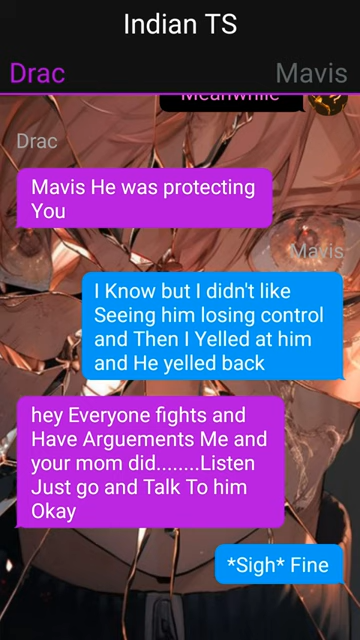 Indian TS
Drac
Mavis
Meanwhile
Drac
Mavis He was protecting
You
Mavis
I Know but I didn't like
Seeing him losing control
and Then I Yelled at him
and He yelled back
hey Everyone fights and
Have Arguements Me and
your mom did........Listen
Just go and Talk To him
Okay
*Sigh* Fine